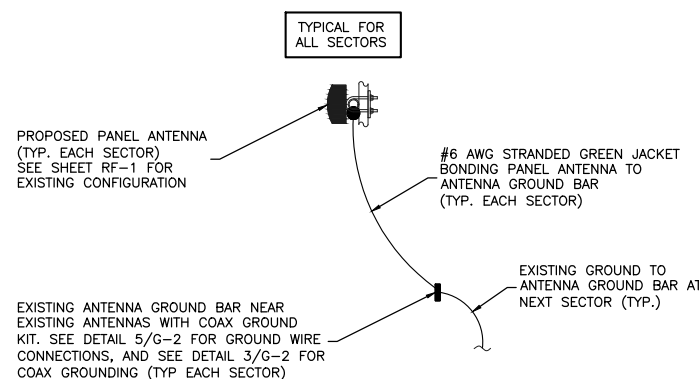 TYPICAL FOR
ALL SECTORS
PROPOSED PANEL ANTENNA
(TYP. EACH SECTOR)
SEE SHEET RF-1 FOR
EXISTING CONFIGURATION
#6 AWG STRANDED GREEN JACKET
BONDING PANEL ANTENNA TO
ANTENNA GROUND BAR
(TYP. EACH SECTOR)
EXISTING GROUND TO
ANTENNA GROUND BAR AT
NEXT SECTOR (TYP.)
EXISTING ANTENNA GROUND BAR NEAR
EXISTING ANTENNAS WITH COAX GROUND
KIT. SEE DETAIL 5/G-2 FOR GROUND WIRE
CONNECTIONS, AND SEE DETAIL 3/G-2 FOR
COAX GROUNDING (TYP EACH SECTOR)